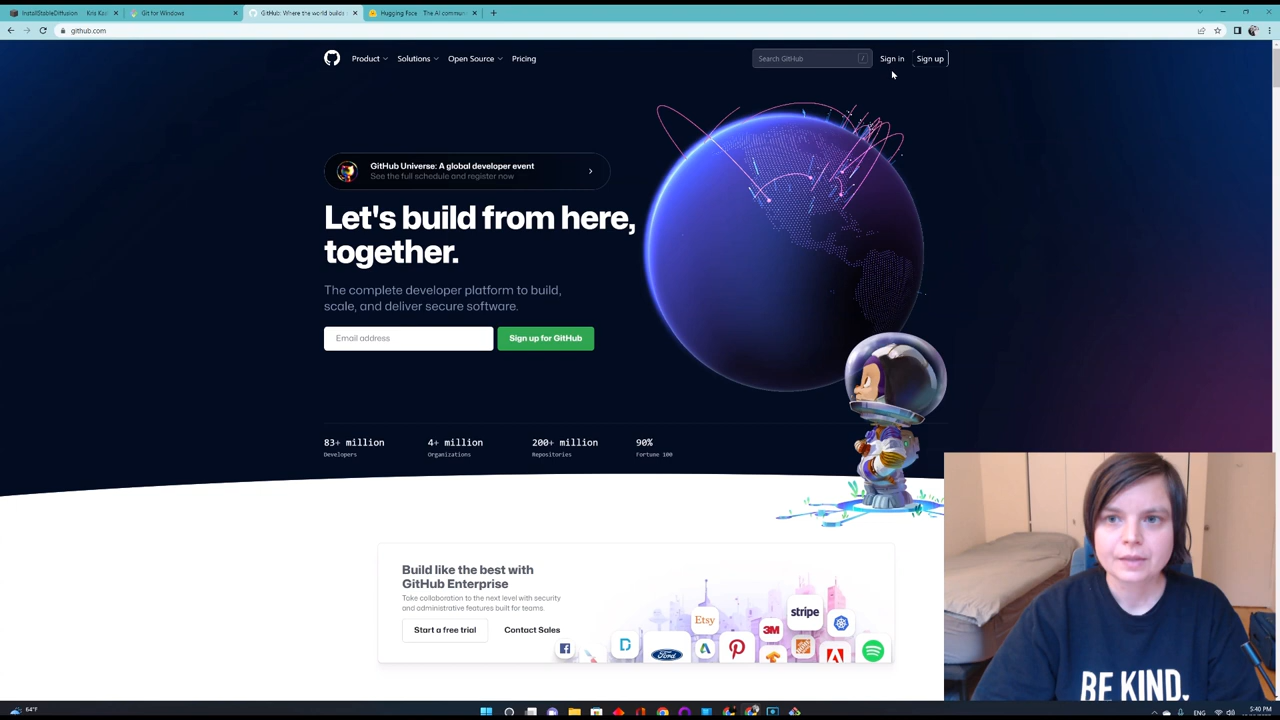 InstallStableDiffusion
Kris Kas
Git for Windows
GitHub: Where the world builds
Hugging Face – The AI commun
github.com
Product
Solutions
Open Source
Pricing
Search GitHub
/
Sign in
Sign up
GitHub Universe: A global developer event
See the full schedule and register now
Let's build from here,
together.
The complete developer platform to build,
scale, and deliver secure software.
Email address
Sign up for GitHub
83+ million
Developers
4+ million
Organizations
200+ million
Repositories
90%
Fortune 100
Build like the best with
GitHub Enterprise
Take collaboration to the next level with security
and administrative features built for teams.
Start a free trial
Contact Sales
Etsy
3M
stripe
Ford
BE KIND.
64°F
ENG
5:40 PM